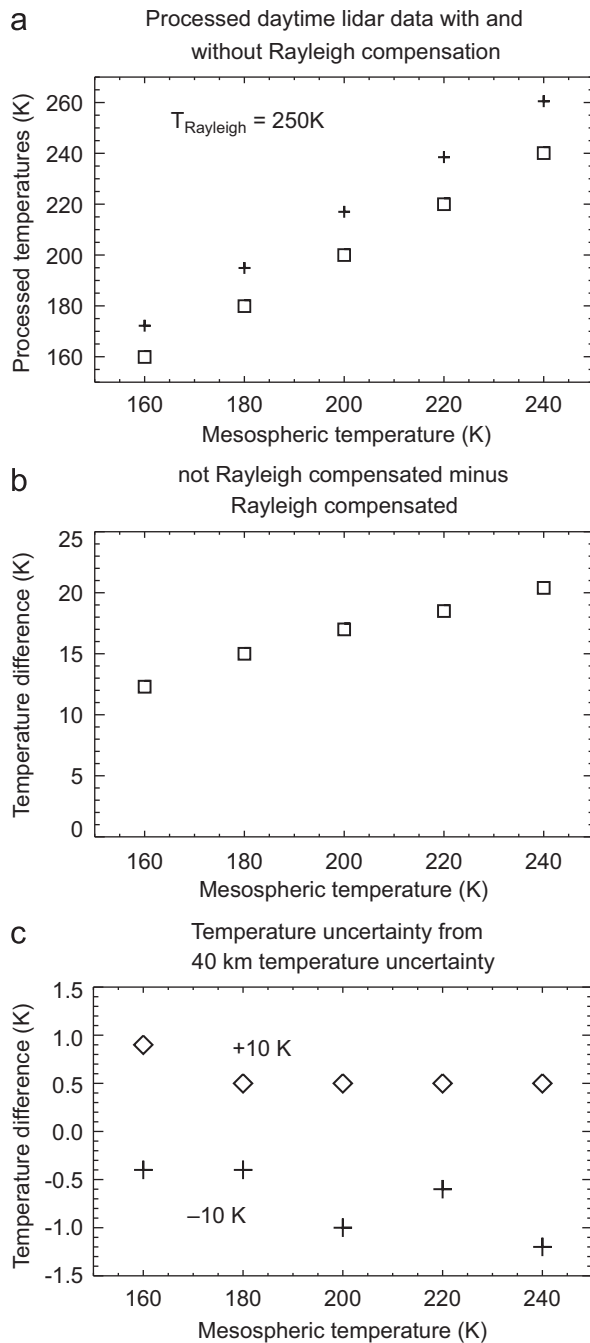 a
Processed daytime lidar data with and
without Rayleigh compensation
Processed temperatures (K)
260
240
220
200
180
160
T_Rayleigh = 250K
160 180 200 220 240
Mesospheric temperature (K)
b
not Rayleigh compensated minus
Rayleigh compensated
Temperature difference (K)
25
20
15
10
5
0
160 180 200 220 240
Mesospheric temperature (K)
c
Temperature uncertainty from
40 km temperature uncertainty
Temperature difference (K)
1.5
1.0
0.5
0.0
-0.5
-1.0
-1.5
+10 K
–10 K
160 180 200 220 240
Mesospheric temperature (K)